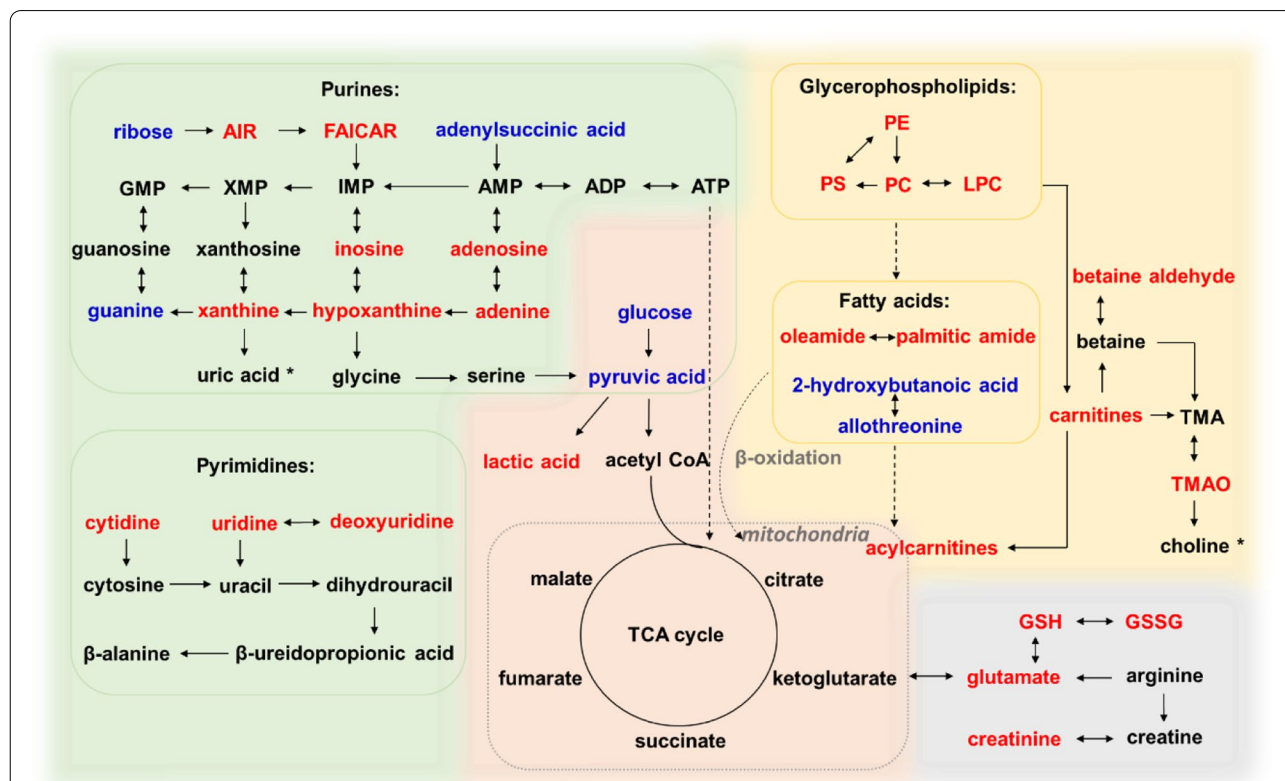 Purines:
ribose AIR FAICAR adenylsuccinic acid
GMP XMP IMP AMP ADP ATP
guanosine xanthosine inosine adenosine
guanine xanthine hypoxanthine adenine
uric acid * glycine serine pyruvic acid
glucose
lactic acid acetyl CoA
Pyrimidines:
cytidine uridine deoxyuridine
cytosine uracil dihydrouracil
β-alanine β-ureidopropionic acid
Glycerophospholipids:
PE
PS PC LPC
Fatty acids:
oleamide palmitic amide
2-hydroxybutanoic acid
allothreonine
β-oxidation
betaine aldehyde
betaine
carnitines TMA
TMAO
choline *
acylcarnitines
mitochondria
malate citrate
TCA cycle
fumarate ketoglutarate
succinate
GSH GSSG
glutamate arginine
creatinine creatine